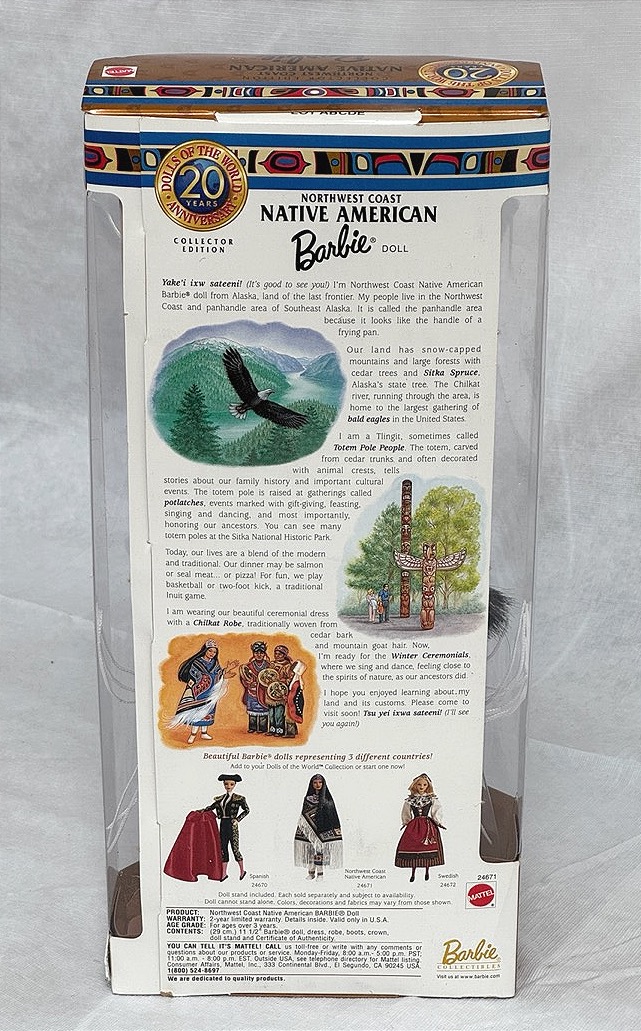 MATTEL
NORTHWEST COAST
NATIVE AMERICAN
20
DOLLS OF THE WORLD
20
YEARS
ANNIVERSARY
COLLECTOR
EDITION
NORTHWEST COAST
NATIVE AMERICAN
Barbie® DOLL
Yake'i ixw sateeni! (It's good to see you!) I'm Northwest Coast Native American
Barbie® doll from Alaska, land of the last frontier. My people live in the Northwest
Coast and panhandle area of Southeast Alaska. It is called the panhandle area
because it looks like the handle of a
frying pan.
Our land has snow-capped
mountains and large forests with
cedar trees and Sitka Spruce,
Alaska's state tree. The Chilkat
river, running through the area, is
home to the largest gathering of
bald eagles in the United States.
I am a Tlingit, sometimes called
Totem Pole People. The totem, carved
from cedar trunks, and often decorated
with animal crests, tells
stories about our family history and important cultural
events. The totem pole is raised at gatherings called
potlatches, events marked with gift-giving, feasting,
singing and dancing, and most importantly,
honoring our ancestors. You can see many
totem poles at the Sitka National Historic Park.
Today, our lives are a blend of the modern
and traditional. Our dinner may be salmon
or seal meat... or pizza! For fun, we play
basketball or two-foot kick, a traditional
Inuit game.
I am wearing our beautiful ceremonial dress
with a Chilkat Robe, traditionally woven from
cedar bark
and mountain goat hair. Now,
I'm ready for the Winter Ceremonials,
where we sing and dance, feeling close to
the spirits of nature, as our ancestors did
I hope you enjoyed learning about my
land and its customs. Please come to
visit soon! Tsu yei ixwa sateeni! (I'll see
you again!)
Beautiful Barbie® dolls representing 3 different countries!
Add to your Dolls of the World™ Collection or start one now!
Spanish
24670
Northwest Coast
Native American
24671
Swedish
24672
24671
Doll stand included. Each sold separately and subject to availability.
Doll cannot stand alone. Colors, decorations and fabrics may vary from those shown.
MATTEL
PRODUCT: Northwest Coast Native American BARBIE® Doll
WARRANTY: 2-year limited warranty. Details inside. Valid only in U.S.A.
AGE GRADE: For ages over 3 years.
CONTENTS: (29 cm.) 11 1/2" Barbie® doll, dress, robe, boots, crown,
doll stand and Certificate of Authenticity.
YOU CAN TELL IT'S MATTEL! CALL us toll-free or write with any comments or
questions about our products or service. Monday-Friday, 8:00 a.m.- 5:00 p.m. PST;
11:00 a.m. - 8:00 p.m. EST. Outside USA, see telephone directory for Mattel listing.
Consumer Affairs, Mattel, Inc., 333 Continental Blvd., El Segundo, CA 90245 USA.
1(800) 524-8697
We are dedicated to quality products.
Barbie
COLLECTIBLES
Visit us at www.barbie.com